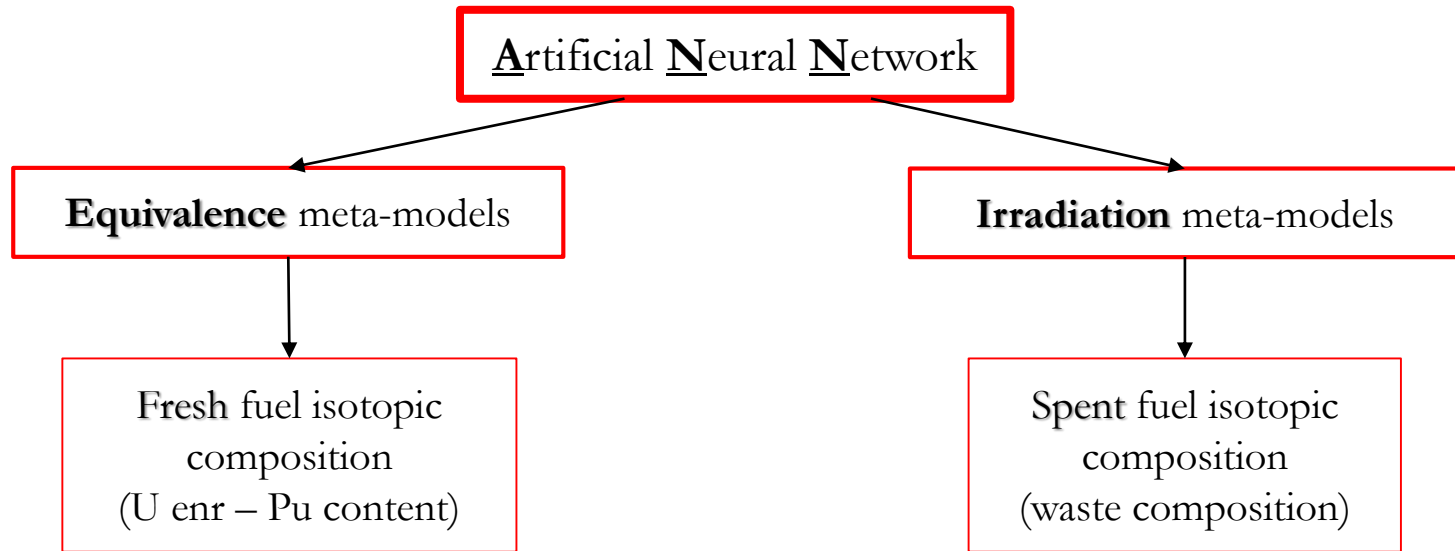 Artificial Neural Network
Equivalence meta-models
Irradiation meta-models
Fresh fuel isotopic
composition
(U enr – Pu content)
Spent fuel isotopic
composition
(waste composition)